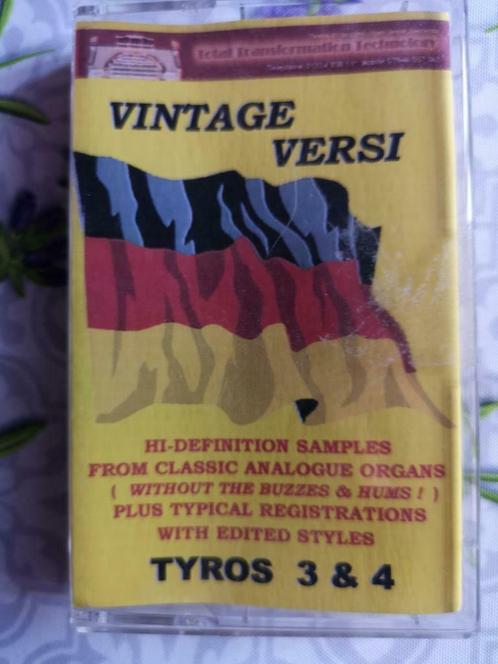 Total Transformation Technology
VINTAGE
VERSI
HI-DEFINITION SAMPLES
FROM CLASSIC ANALOGUE ORGANS
( WITHOUT THE BUZZES & HUMS ! )
PLUS TYPICAL REGISTRATIONS
WITH EDITED STYLES
TYROS 3 & 4